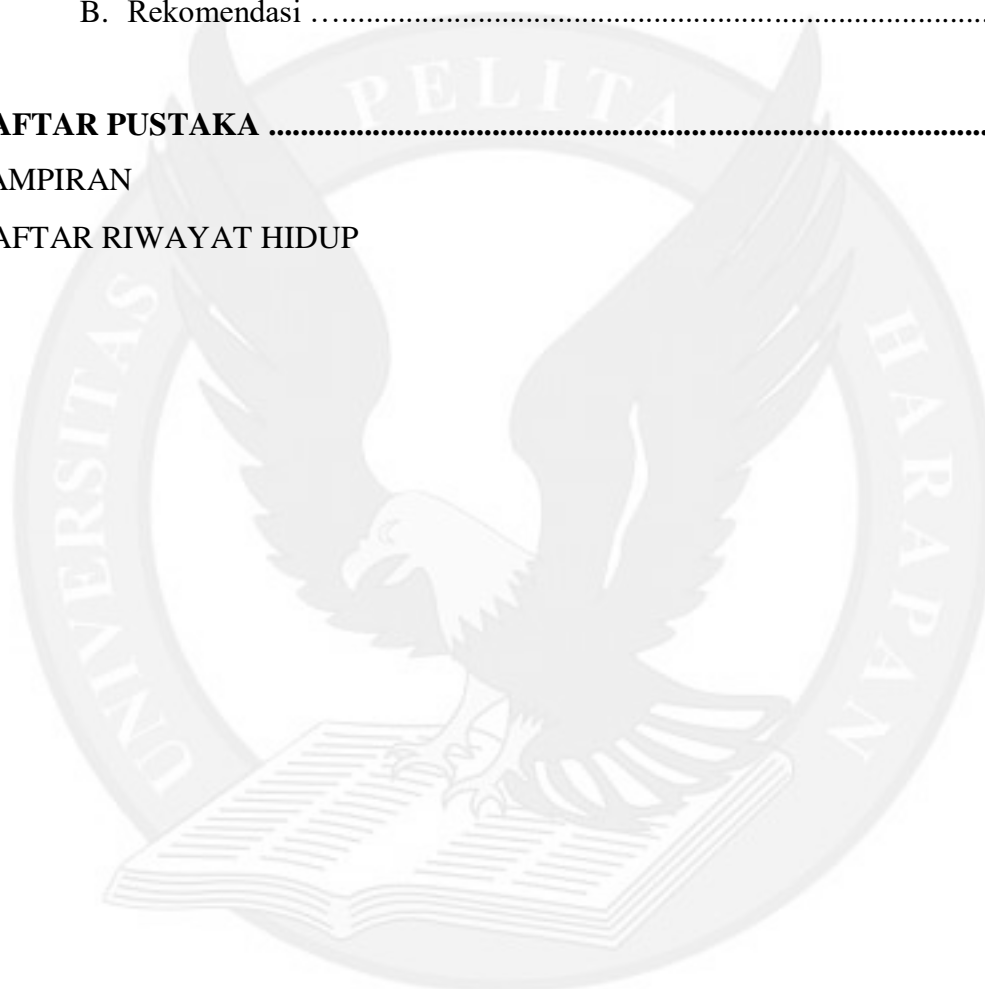 B. Rekomendasi ….....................................................................................
AFTAR PUSTAKA ..........................................................................................................
AMPIRAN
AFTAR RIWAYAT HIDUP
UNIVERSITAS PELITA HARAPAN